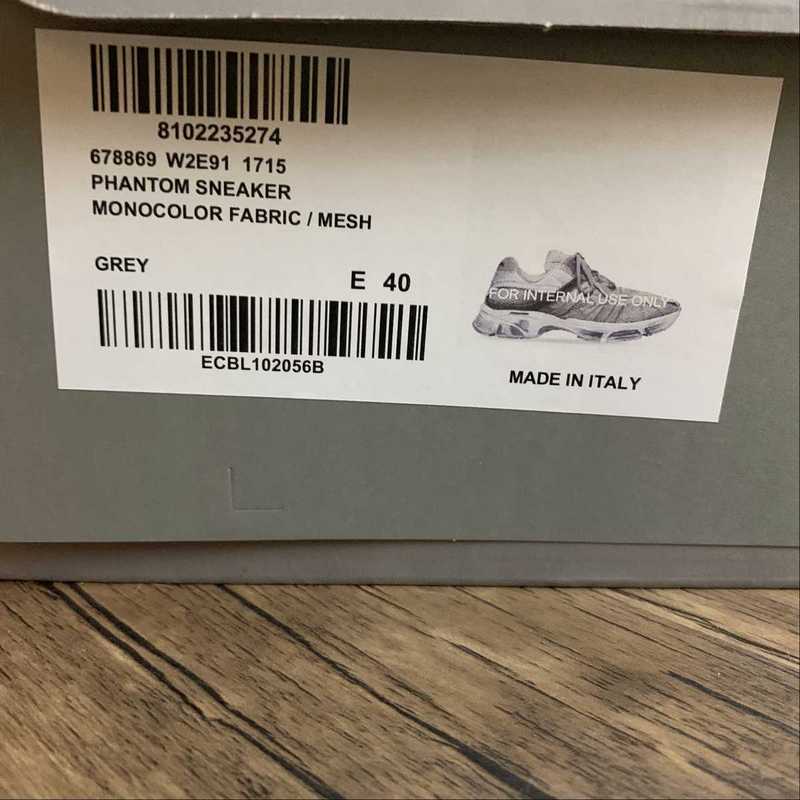 8102235274
678869 W2E91 1715
PHANTOM SNEAKER
MONOCOLOR FABRIC / MESH
GREY
E 40
ECBL102056B
FOR INTERNAL USE ONLY
MADE IN ITALY